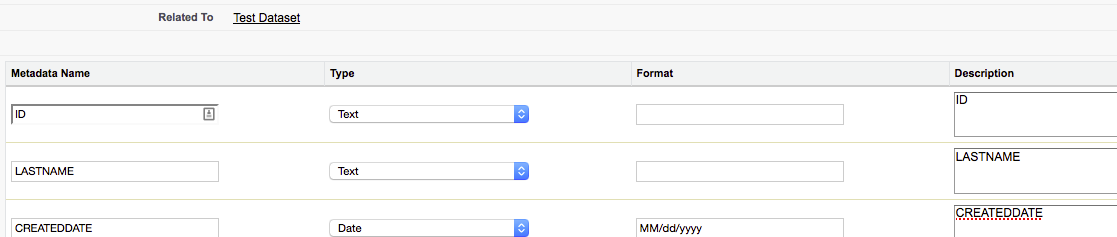 Related To Test Dataset
Metadata Name Type Format Description
ID Text ID
LASTNAME Text LASTNAME
CREATEDDATE Date MM/dd/yyyy CREATEDDATE